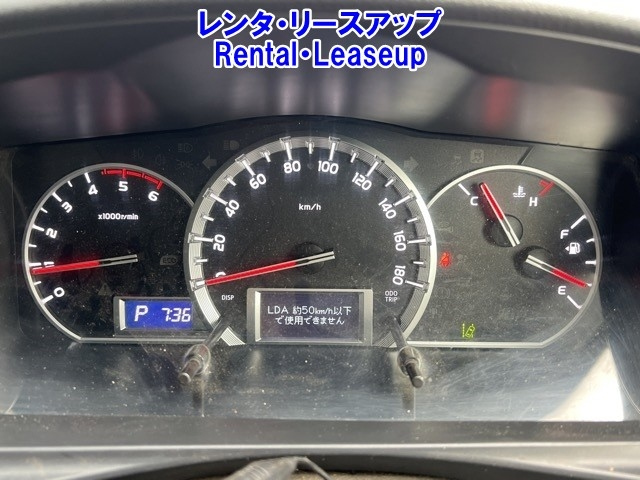 レンタ・リースアップ
Rental・Leaseup
80 100
60 120
40 140
20 160
0 180
km/h
5 6
4
3
2
1
0
x1000r/min
C H
F
E
DISP
ODO
TRIP
P 7:36
LDA 約50km/h以下
で使用できません